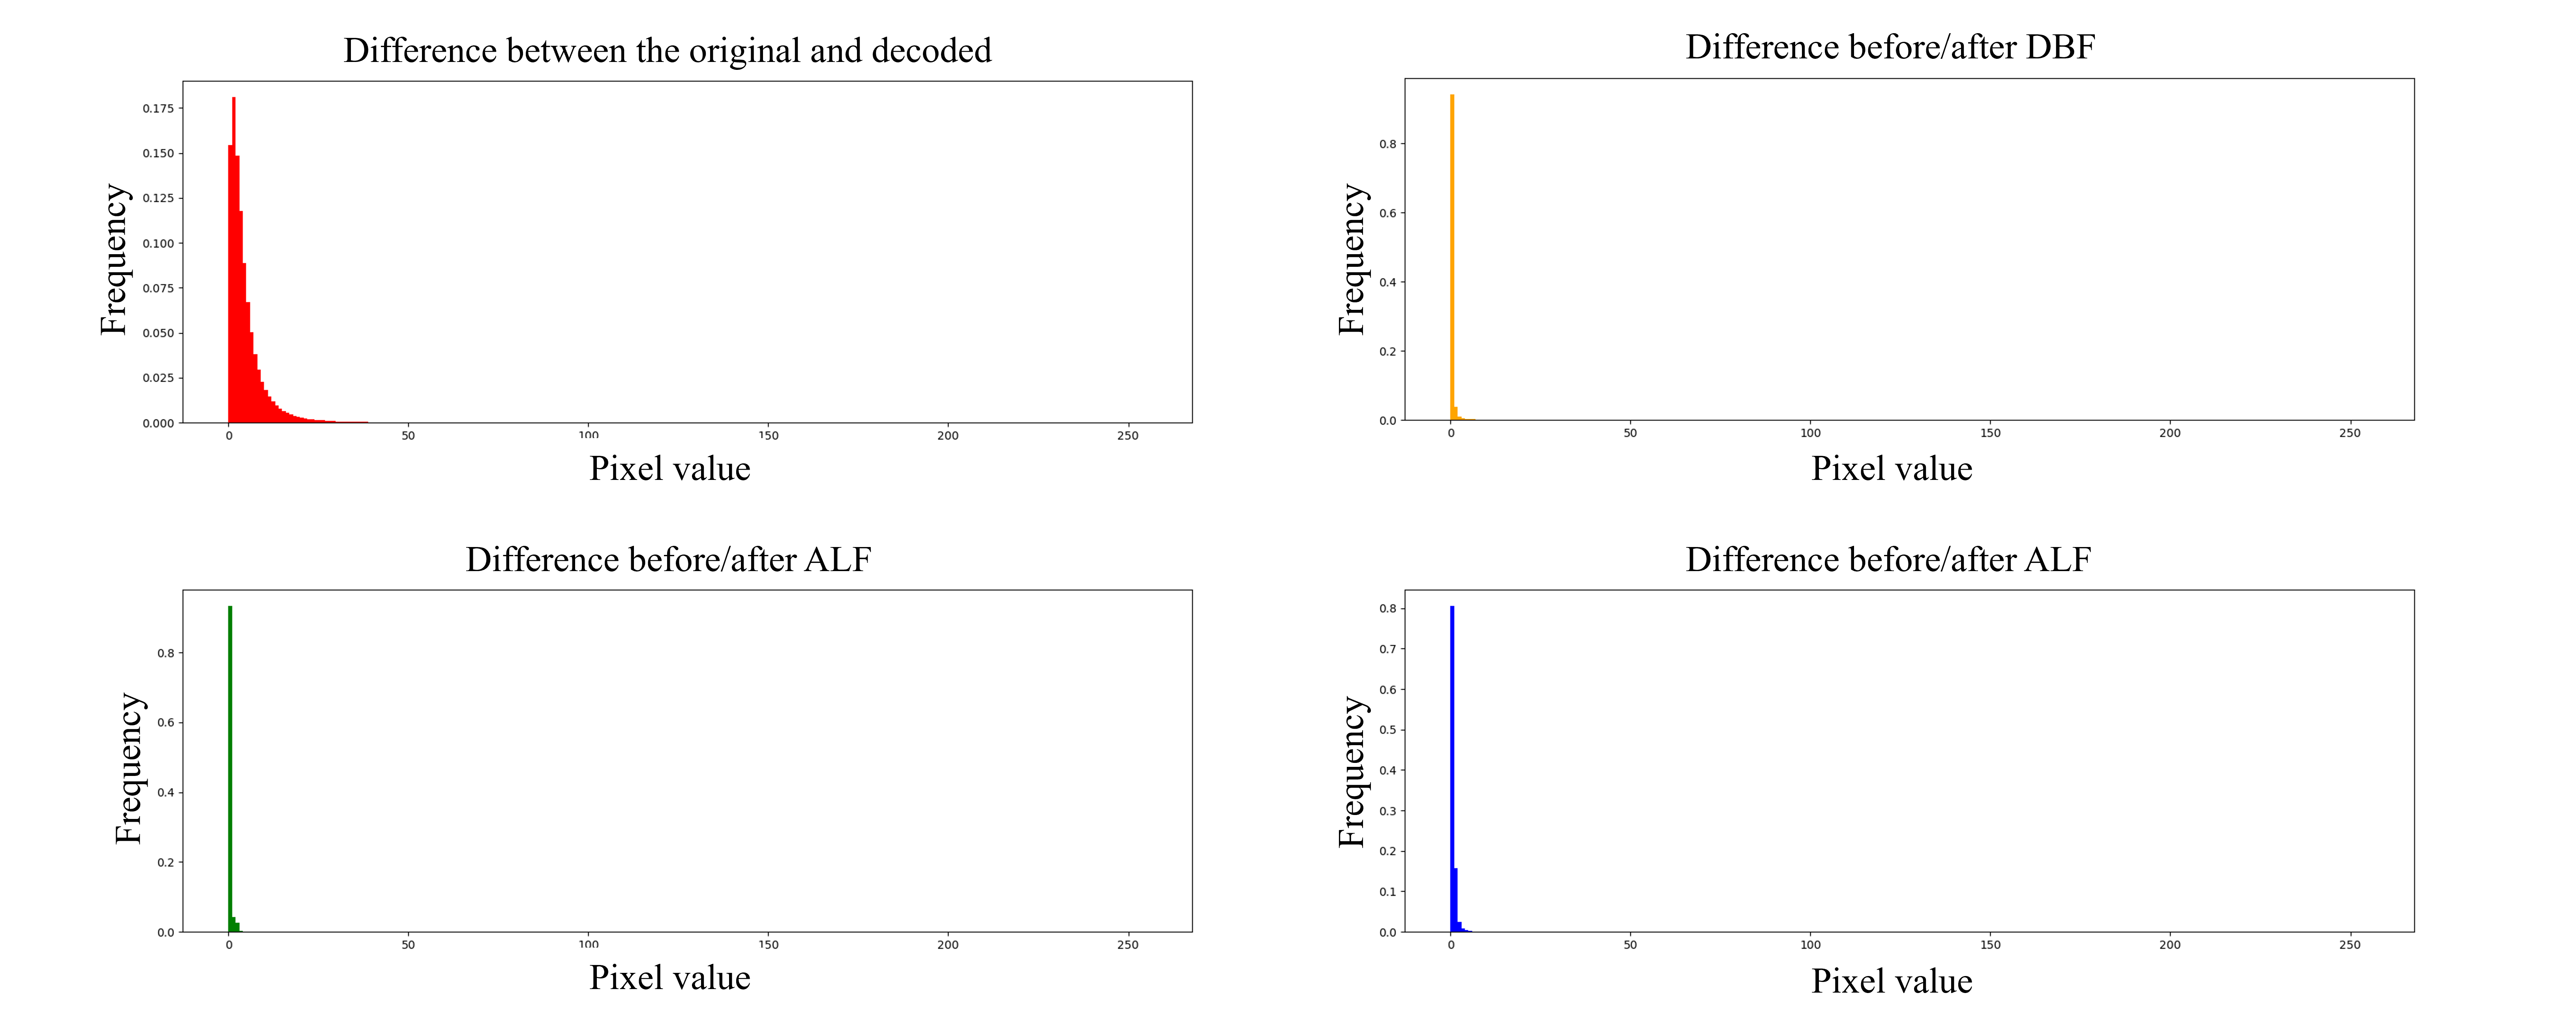 Difference between the original and decoded
Frequency
0.175
0.150
0.125
0.100
0.075
0.050
0.025
0.000
0 50 100 150 200 250
Pixel value
Difference before/after DBF
Frequency
0.8
0.6
0.4
0.2
0.0
0 50 100 150 200 250
Pixel value
Difference before/after ALF
Frequency
0.8
0.6
0.4
0.2
0.0
0 50 100 150 200 250
Pixel value
Difference before/after ALF
Frequency
0.8
0.7
0.6
0.5
0.4
0.3
0.2
0.1
0.0
0 50 100 150 200 250
Pixel value